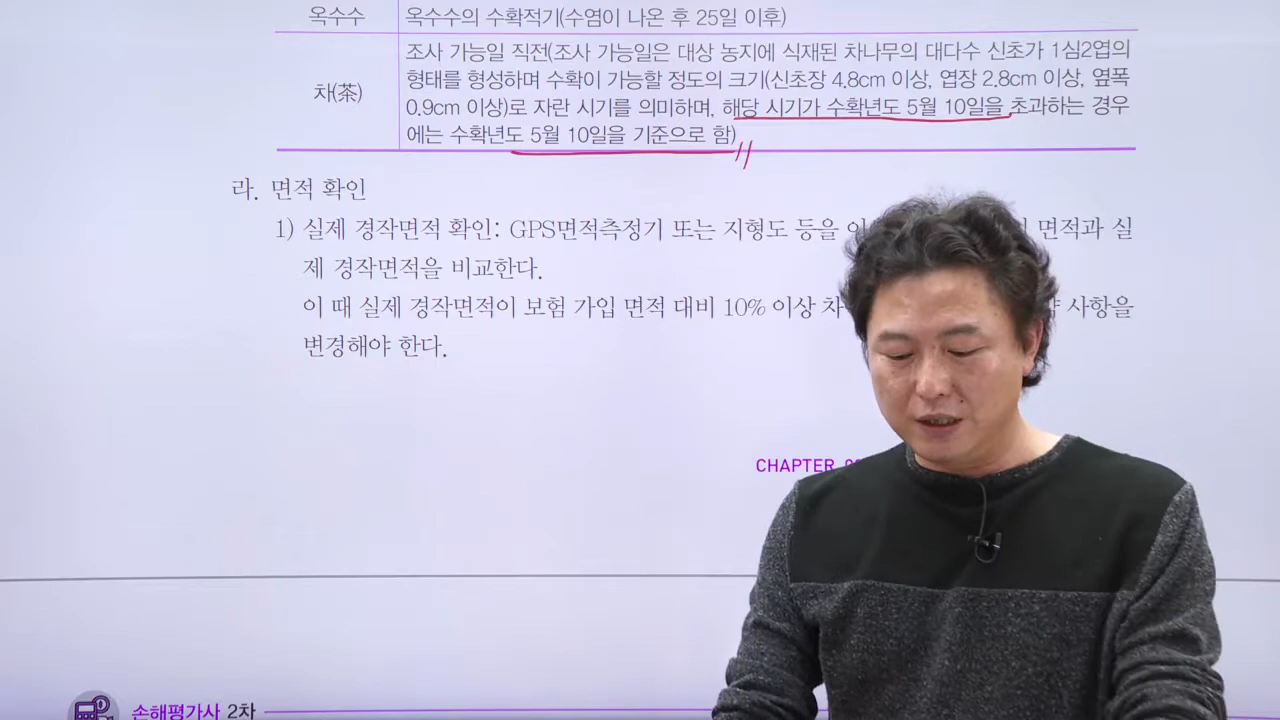 옥수수 옥수수의 수확적기(수염이 나온 후 25일 이후)
차(茶) 조사 가능일 직전(조사 가능일은 대상 농지에 식재된 차나무의 대다수 신초가 1심2엽의
형태를 형성하며 수확이 가능할 정도의 크기(신초장 4.8cm 이상, 엽장 2.8cm 이상, 옆폭
0.9cm 이상)로 자란 시기를 의미하며, 해당 시기가 수확년도 5월 10일을 초과하는 경우
에는 수확년도 5월 10일을 기준으로 함)
라. 면적 확인
1) 실제 경작면적 확인: GPS면적측정기 또는 지형도 등을 면적과 실
제 경작면적을 비교한다.
이 때 실제 경작면적이 보험 가입 면적 대비 10% 이상 사항을
변경해야 한다.
CHAPTER
손해평가사 2차